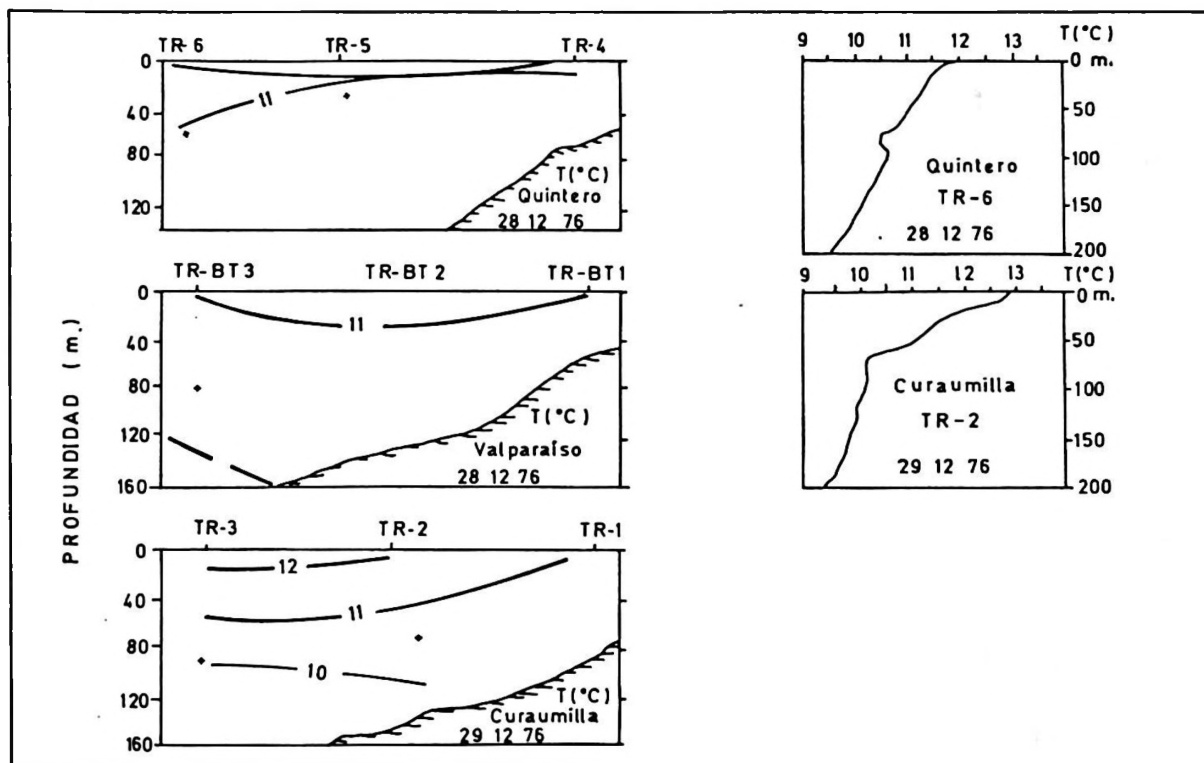 TR-6 TR-5 TR-4
0
40
80
120
11
T(°C)
Quintero
28 12 76
TR-BT3 TR-BT2 TR-BT1
0
40
80
120
160
11
T(°C)
Valparaíso
28 12 76
TR-3 TR-2 TR-1
0
40
80
120
160
12
11
10
T(°C)
Curaumilla
29 12 76
PROFUNDIDAD (m.)
9 10 11 12 13 T(°C)
0 m.
50
100
150
200
Quintero
TR-6
28 12 76
9 10 11 12 13 T(°C)
0 m.
50
100
150
200
Curaumilla
TR-2
29 12 76